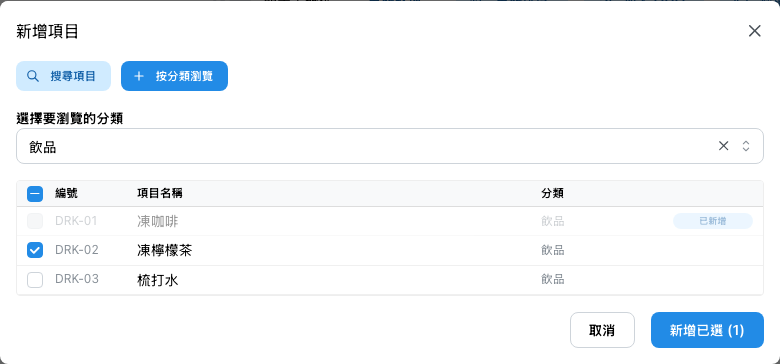 新增項目
搜尋項目
按分類瀏覽
選擇要瀏覽的分類
飲品
編號 項目名稱 分類
DRK-01 凍咖啡 飲品 已新增
DRK-02 凍檸檬茶 飲品
DRK-03 梳打水 飲品
取消 新增已選 (1)